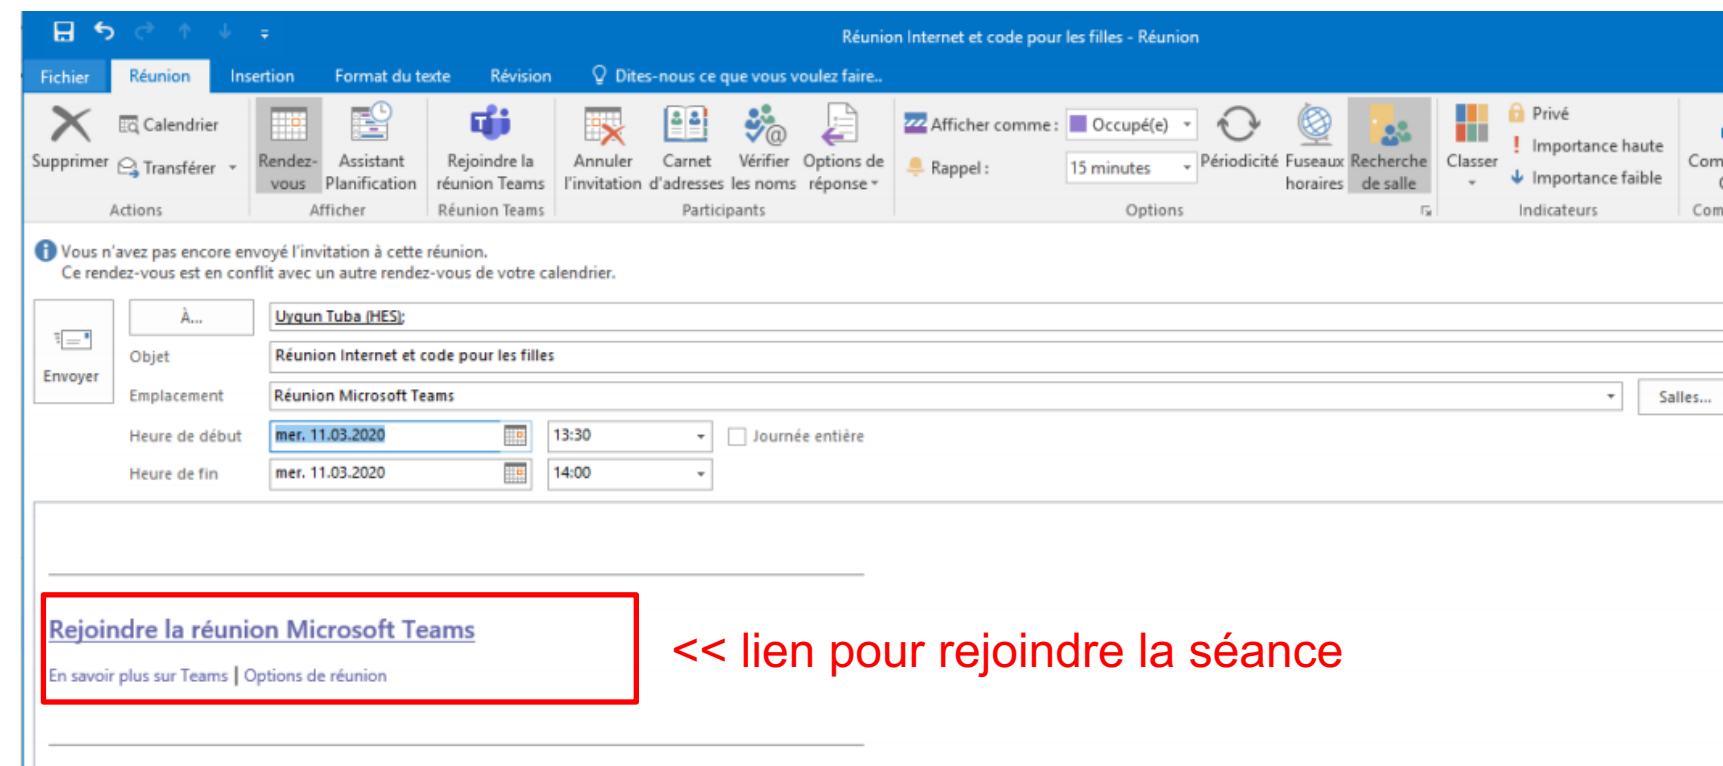 Réunion Internet et code pour les filles - Réunion
Fichier Réunion Insertion Format du texte Révision Dites-nous ce que vous voulez faire..
Supprimer
Calendrier
Transférer
Actions
Rendez-vous
Assistant Planification
Afficher
Rejoindre la réunion Teams
Réunion Teams
Annuler l'invitation
Carnet d'adresses
Vérifier les noms
Options de réponse
Participants
Afficher comme : Occupé(e)
Rappel : 15 minutes
Périodicité
Fuseaux horaires
Recherche de salle
Options
Classer
Privé
Importance haute
Importance faible
Indicateurs
Vous n'avez pas encore envoyé l'invitation à cette réunion.
Ce rendez-vous est en conflit avec un autre rendez-vous de votre calendrier.
Envoyer
À... Uygun Tuba (HES);
Objet Réunion Internet et code pour les filles
Emplacement Réunion Microsoft Teams Salles...
Heure de début mer. 11.03.2020 13:30 Journée entière
Heure de fin mer. 11.03.2020 14:00
Rejoindre la réunion Microsoft Teams
<< lien pour rejoindre la séance
En savoir plus sur Teams | Options de réunion